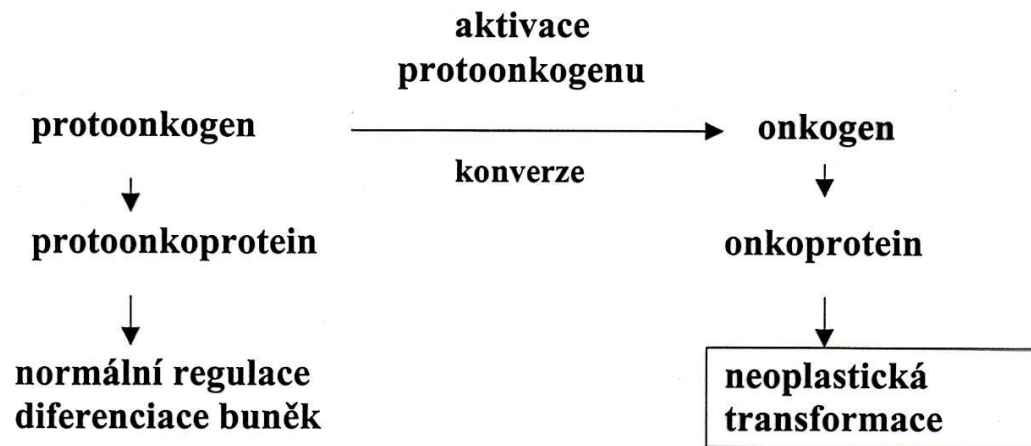 aktivace
protoonkogenu
protoonkogen
onkogen
konverze
protoonkoprotein
onkoprotein
normální regulace
diferenciace buněk
neoplastická
transformace